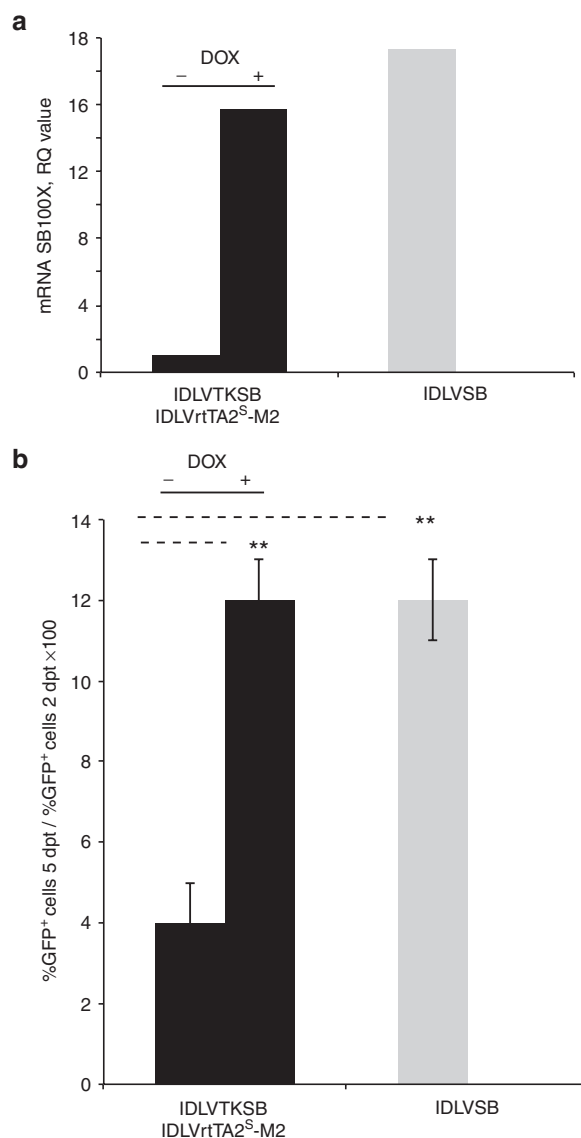 a
18
16
12
8
4
0
mRNA SB100X, RQ value
DOX
− +
IDLVTKSB
IDLVrtTA2S-M2
IDLVSB
b
DOX
− +
14
12
10
8
6
4
2
0
%GFP+ cells 5 dpt / %GFP+ cells 2 dpt ×100
**
**
IDLVTKSB
IDLVrtTA2S-M2
IDLVSB